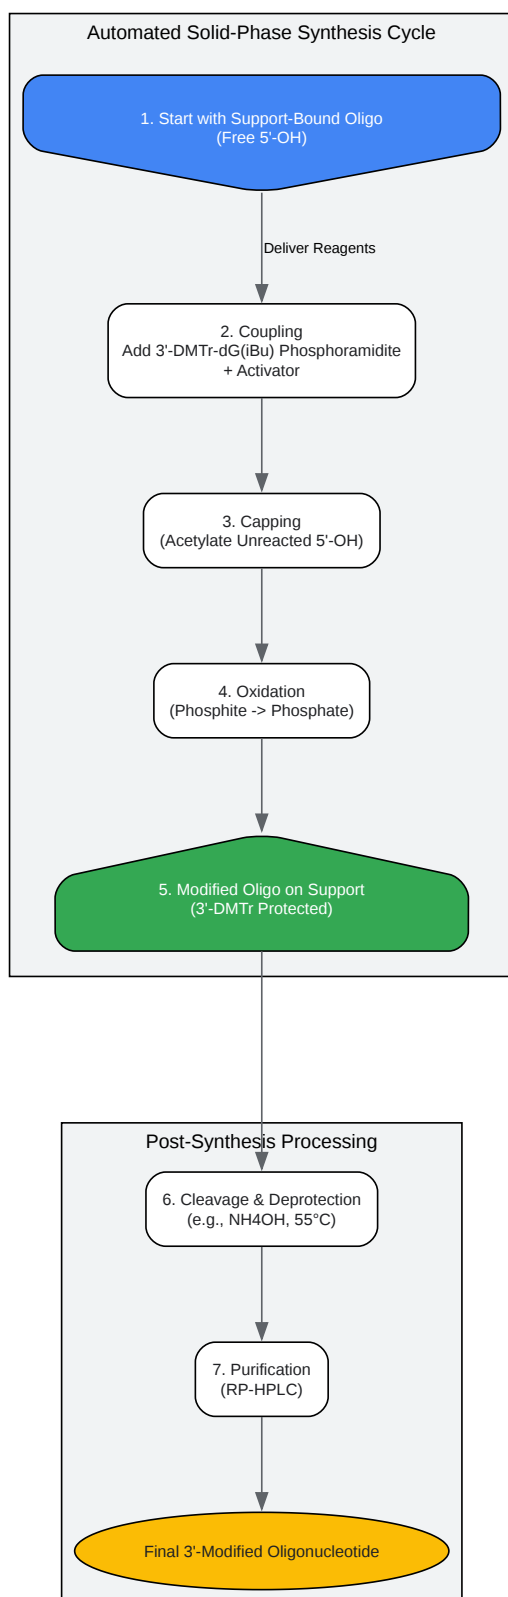 Automated Solid-Phase Synthesis Cycle
1. Start with Support-Bound Oligo
(Free 5'-OH)
Deliver Reagents
2. Coupling
Add 3'-DMTr-dG(iBu) Phosphoramidite
+ Activator
3. Capping
(Acetylate Unreacted 5'-OH)
4. Oxidation
(Phosphite -> Phosphate)
5. Modified Oligo on Support
(3'-DMTr Protected)
Post-Synthesis Processing
6. Cleavage & Deprotection
(e.g., NH4OH, 55°C)
7. Purification
(RP-HPLC)
Final 3'-Modified Oligonucleotide